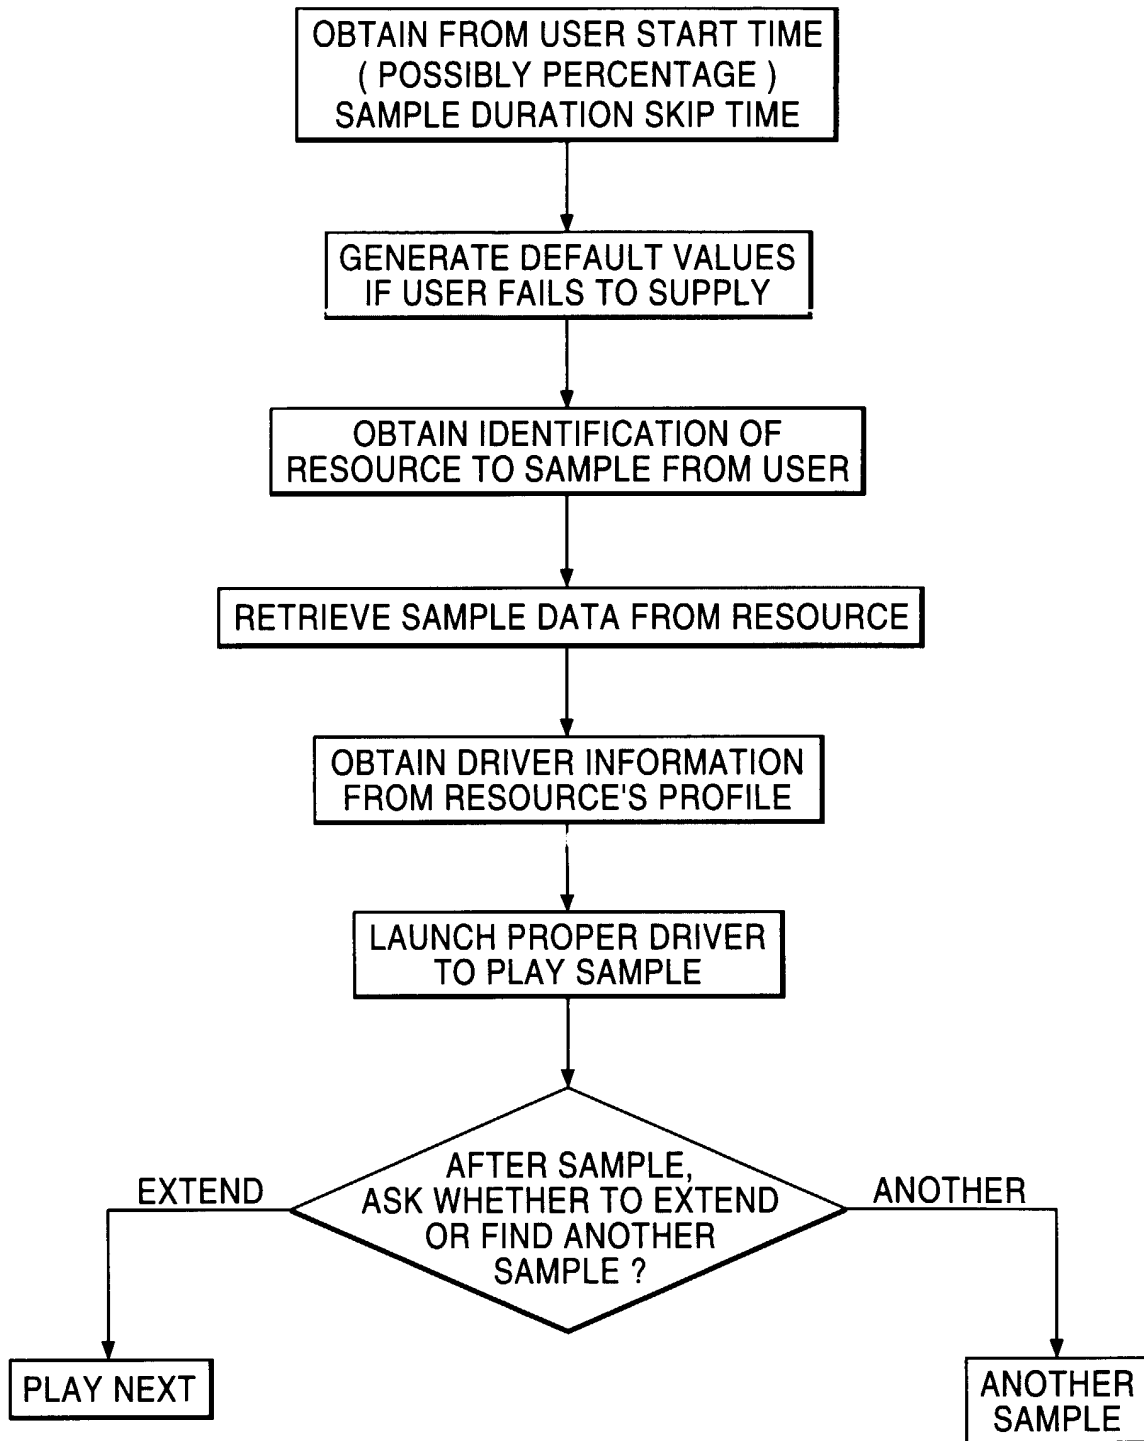 OBTAIN FROM USER START TIME
( POSSIBLY PERCENTAGE )
SAMPLE DURATION SKIP TIME
GENERATE DEFAULT VALUES
IF USER FAILS TO SUPPLY
OBTAIN IDENTIFICATION OF
RESOURCE TO SAMPLE FROM USER
RETRIEVE SAMPLE DATA FROM RESOURCE
OBTAIN DRIVER INFORMATION
FROM RESOURCE'S PROFILE
LAUNCH PROPER DRIVER
TO PLAY SAMPLE
AFTER SAMPLE,
ASK WHETHER TO EXTEND
OR FIND ANOTHER
SAMPLE ?
EXTEND
ANOTHER
PLAY NEXT
ANOTHER
SAMPLE